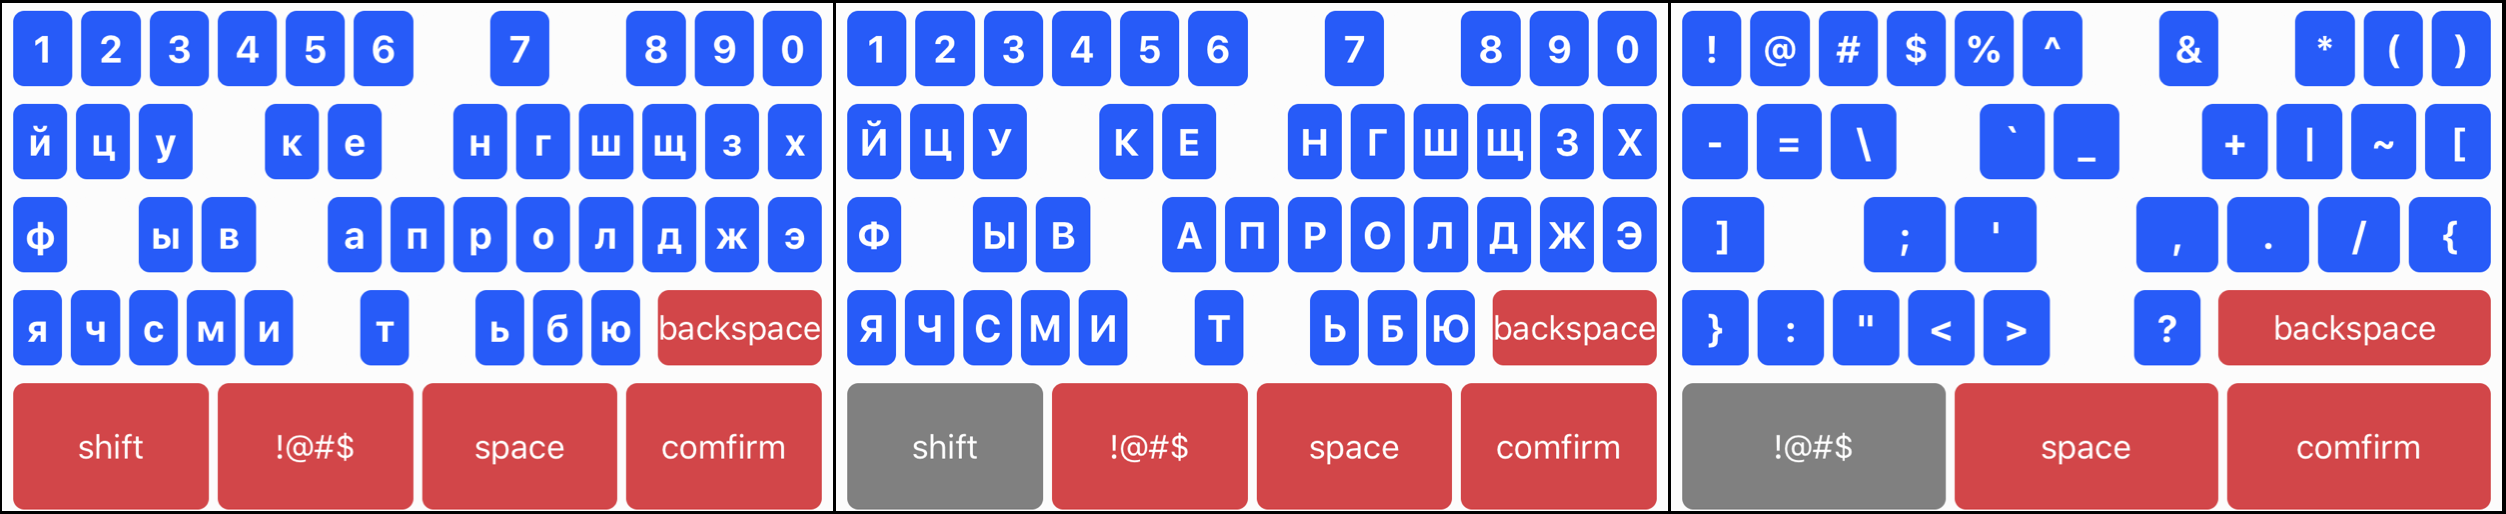 1 2 3 4 5 6 7 8 9 0
й ц у к е н г ш щ з х
ф ы в а п р о л д ж э
я ч с м и т ь б ю backspace
shift !@#$ space comfirm
1 2 3 4 5 6 7 8 9 0
Й Ц У К Е Н Г Ш Щ З Х
Ф Ы В А П Р О Л Д Ж Э
Я Ч С М И Т Ь Б Ю backspace
shift !@#$ space comfirm
! @ # $ % ^ & * ( )
- = \ ` _ + | ~ [
] ; ' , . / {
} : " < > ? backspace
!@#$ space comfirm